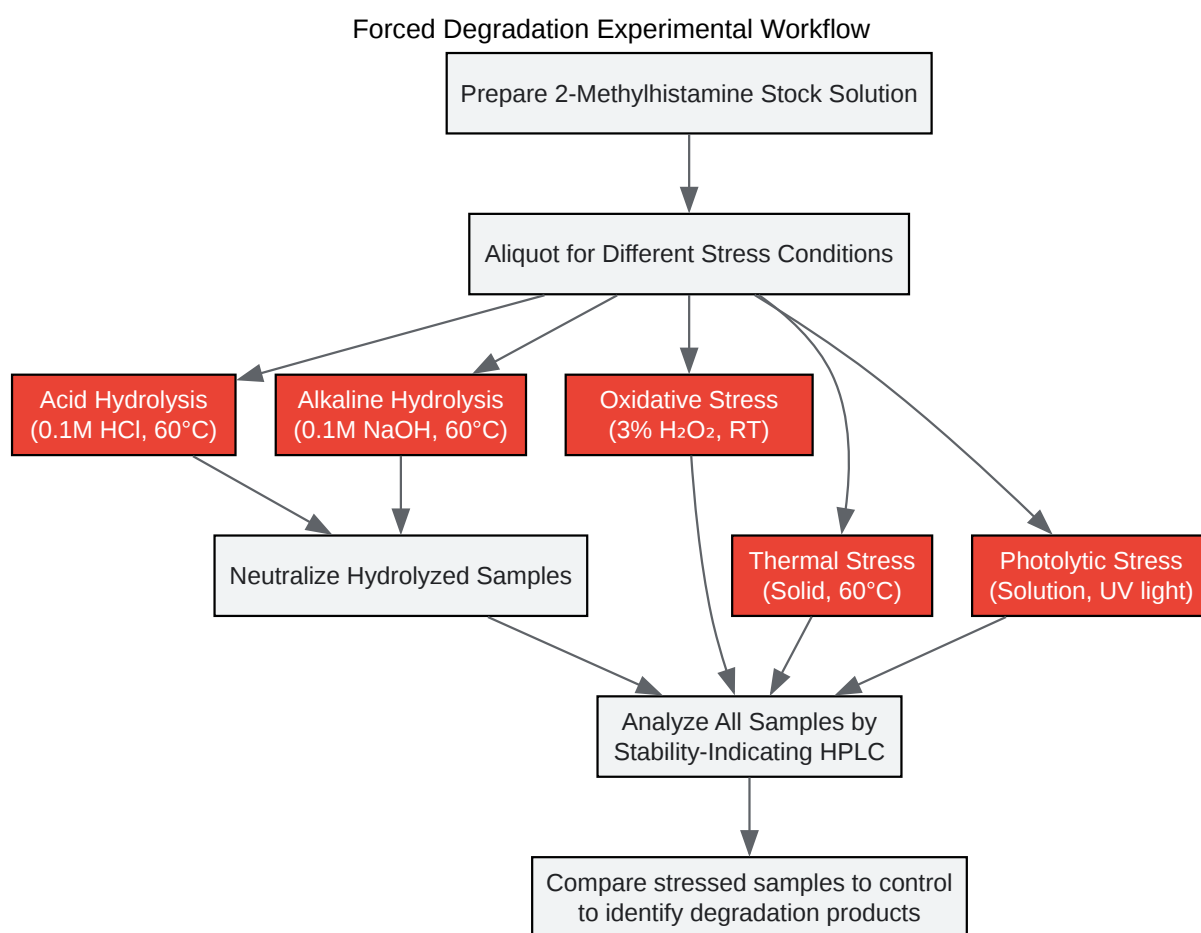 Forced Degradation Experimental Workflow
Prepare 2-Methylhistamine Stock Solution
Aliquot for Different Stress Conditions
Acid Hydrolysis
(0.1M HCl, 60°C)
Alkaline Hydrolysis
(0.1M NaOH, 60°C)
Oxidative Stress
(3% H₂O₂, RT)
Neutralize Hydrolyzed Samples
Thermal Stress
(Solid, 60°C)
Photolytic Stress
(Solution, UV light)
Analyze All Samples by
Stability-Indicating HPLC
Compare stressed samples to control
to identify degradation products